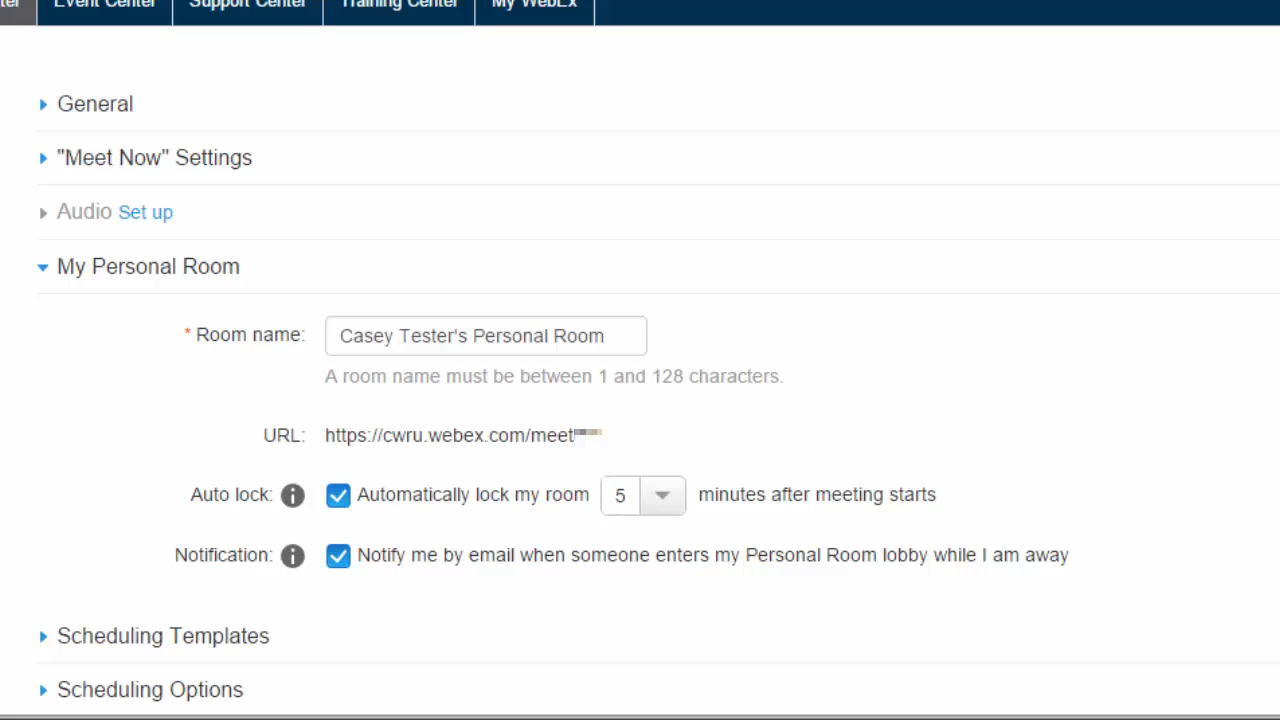 Event Center Support Center Training Center My WebEx
General
"Meet Now" Settings
Audio Set up
My Personal Room
* Room name: Casey Tester's Personal Room
A room name must be between 1 and 128 characters.
URL: https://cwru.webex.com/meet
Auto lock: Automatically lock my room 5 minutes after meeting starts
Notification: Notify me by email when someone enters my Personal Room lobby while I am away
Scheduling Templates
Scheduling Options